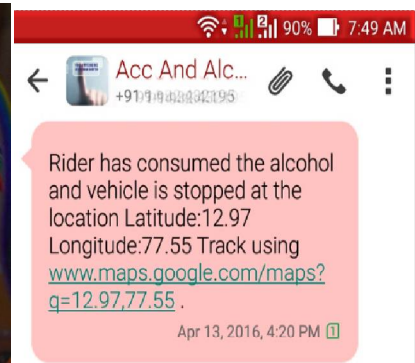 90% 7:49 AM
Acc And Alc...
Rider has consumed the alcohol
and vehicle is stopped at the
location Latitude:12.97
Longitude:77.55 Track using
www.maps.google.com/maps?
q=12.97,77.55 .
Apr 13, 2016, 4:20 PM 1